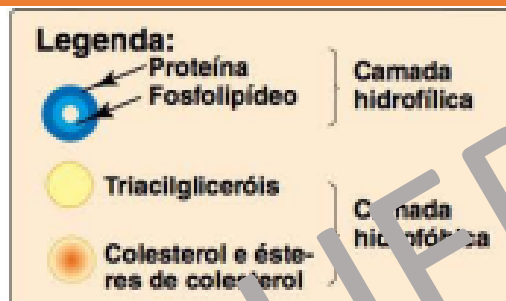 Legenda:
Proteína
Fosfolipídeo
Camada
hidrofílica
Triacilgliceróis
Colesterol e éste-
res de colesterol
Camada
hidrofóbica